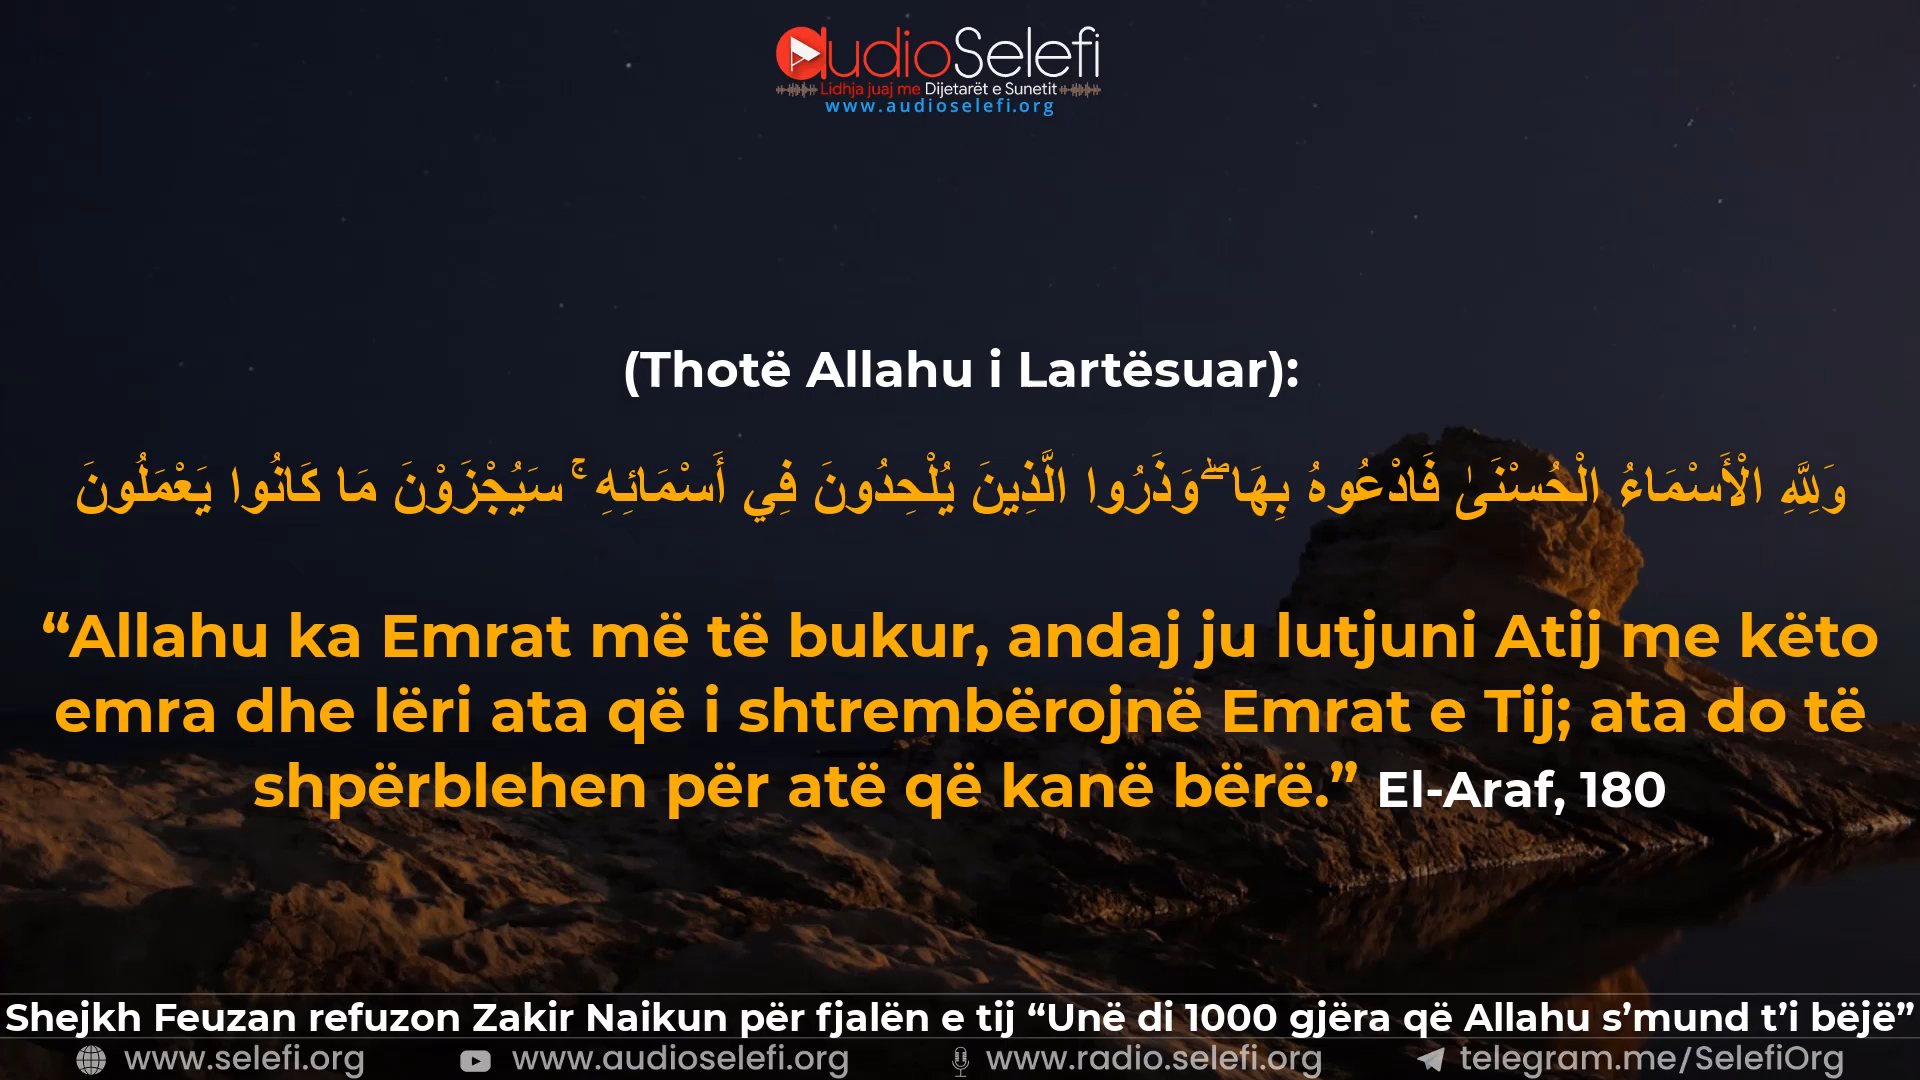 audioSelefi
Lidhja juaj me Dijetarët e Sunetit
www.audioselefi.org
(Thotë Allahu i Lartësuar):
وَلِلَّهِ الْأَسْمَاءُ الْحُسْنَىٰ فَادْعُوهُ بِهَا ۖ وَذَرُوا الَّذِينَ يُلْحِدُونَ فِي أَسْمَائِهِ ۚ سَيُجْزَوْنَ مَا كَانُوا يَعْمَلُونَ
“Allahu ka Emrat më të bukur, andaj ju lutjuni Atij me këto
emra dhe lëri ata që i shtrembërojnë Emrat e Tij; ata do të
shpërblehen për atë që kanë bërë.” El-Araf, 180
Shejkh Feuzan refuzon Zakir Naikun për fjalën e tij “Unë di 1000 gjëra që Allahu s’mund t’i bëjë”
www.selefi.org www.audioselefi.org www.radio.selefi.org telegram.me/SelefiOrg